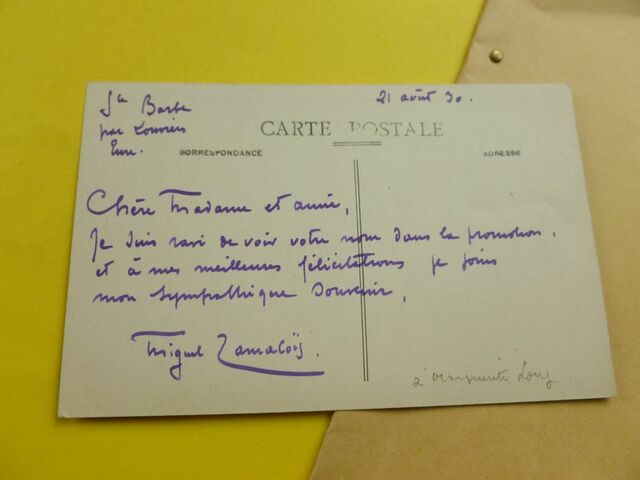 Ste Barbe
par Louviers
Eure.
21 août 30.
CARTE POSTALE
CORRESPONDANCE
ADRESSE
Chère Madame et amie,
Je suis ravi de voir votre nom dans la promotion,
et à mes meilleures félicitations je joins
mon sympathique souvenir,
Miguel Zamacoïs.